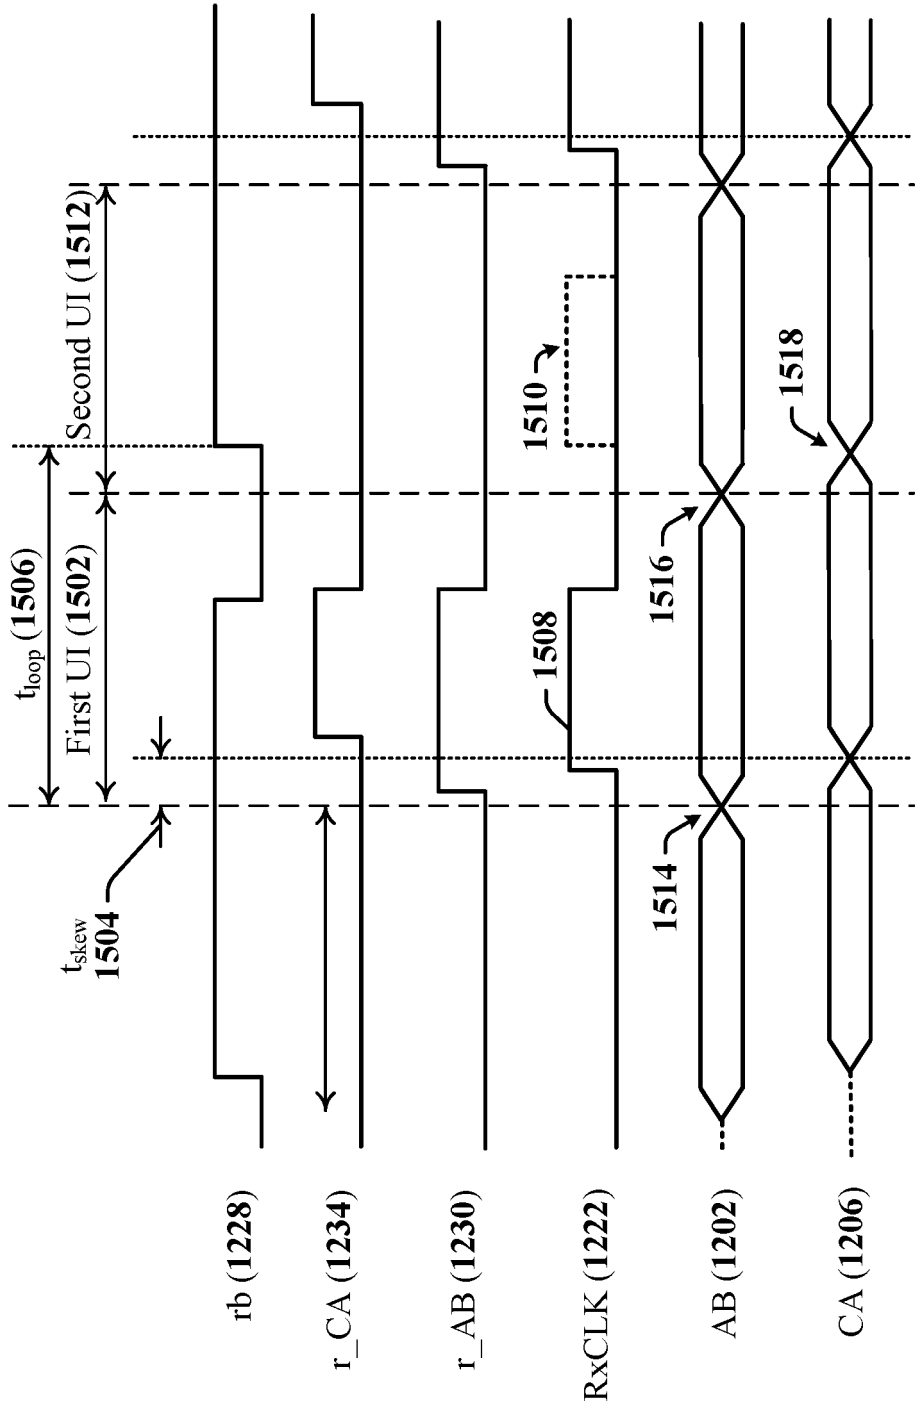 t_loop (1506)
First UI (1502)
Second UI (1512)
t_skew
1504
rb (1228)
r_CA (1234)
r_AB (1230)
RxCLK (1222)
1508
1510
AB (1202)
1514
1516
CA (1206)
1518